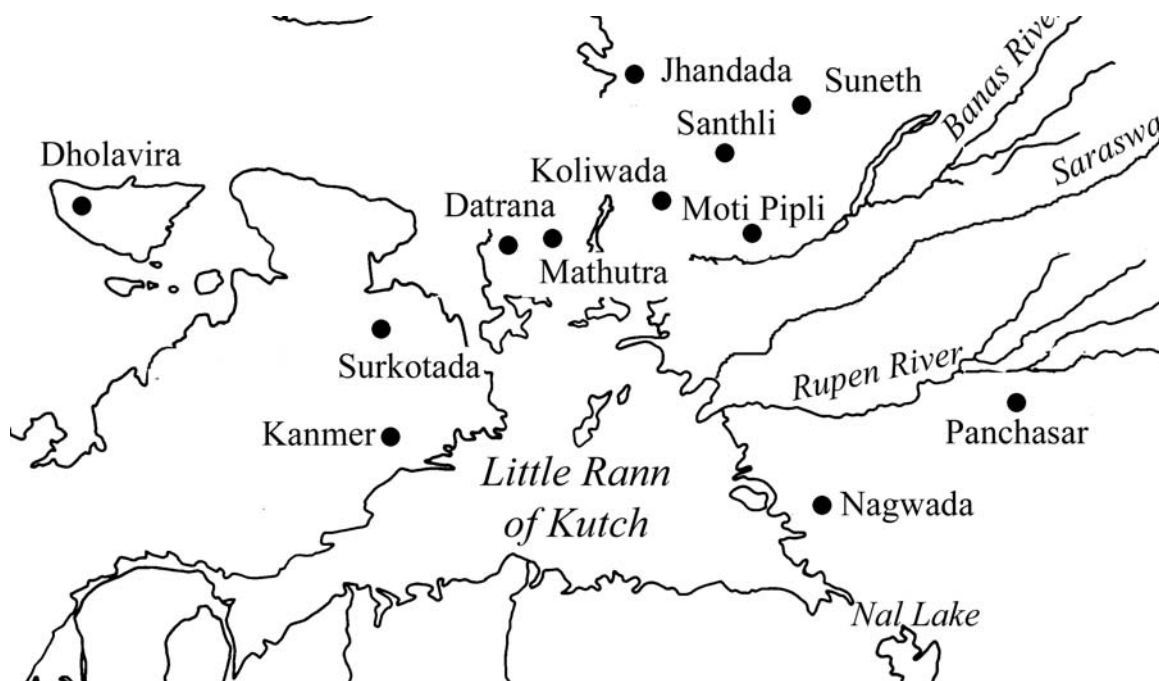 Jhandada
Suneth
Banas River
Santhli
Saraswa
Dholavira
Koliwada
Datrana
Moti Pipli
Mathutra
Surkotada
Rupen River
Kanmer
Panchasar
Little Rann
of Kutch
Nagwada
Nal Lake